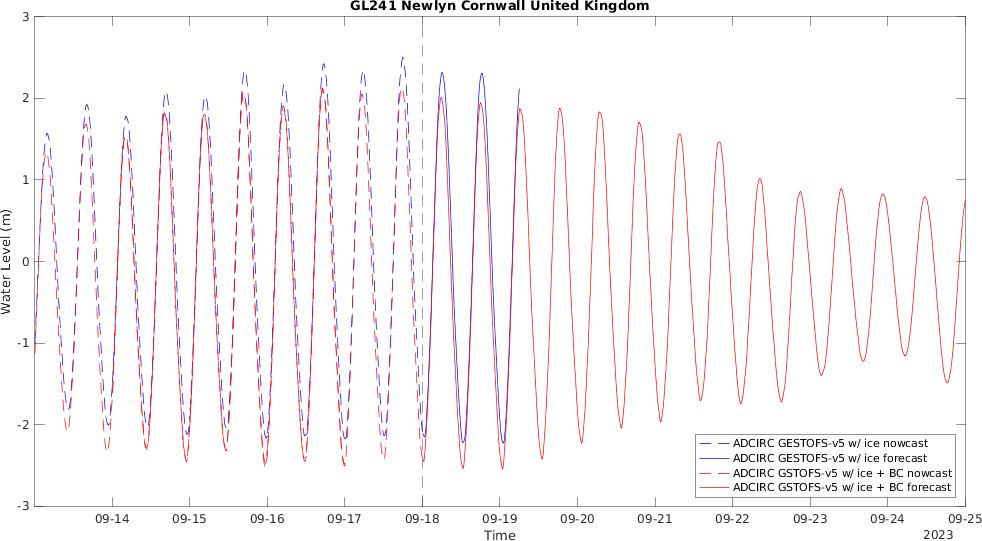 GL241 Newlyn Cornwall United Kingdom
3
2
1
0
-1
-2
-3
Water Level (m)
ADCIRC GESTOFS-v5 w/ ice nowcast
ADCIRC GESTOFS-v5 w/ ice forecast
ADCIRC GSTOFS-v5 w/ ice + BC nowcast
ADCIRC GSTOFS-v5 w/ ice + BC forecast
09-14 09-15 09-16 09-17 09-18 09-19 09-20 09-21 09-22 09-23 09-24 09-25
Time
2023